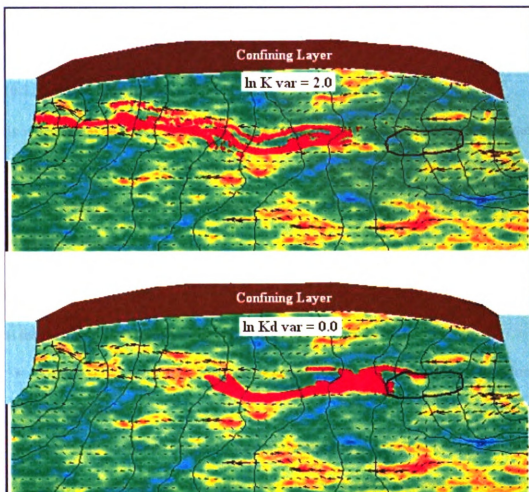 Confining Layer
ln K var = 2.0
Confining Layer
ln Kd var = 0.0